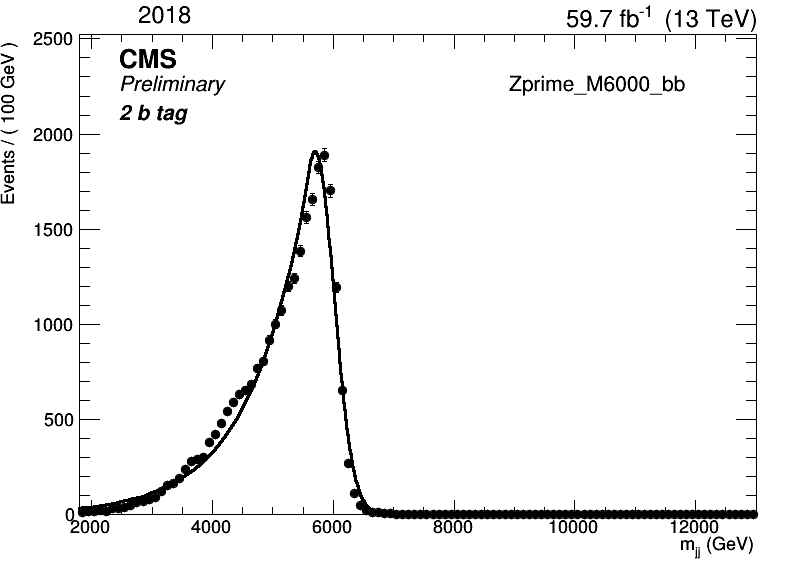 2018
59.7 fb⁻¹ (13 TeV)
Events / ( 100 GeV )
2500
2000
1500
1000
500
0
CMS
Preliminary
2 b tag
Zprime_M6000_bb
2000 4000 6000 8000 10000 12000
m_jj (GeV)